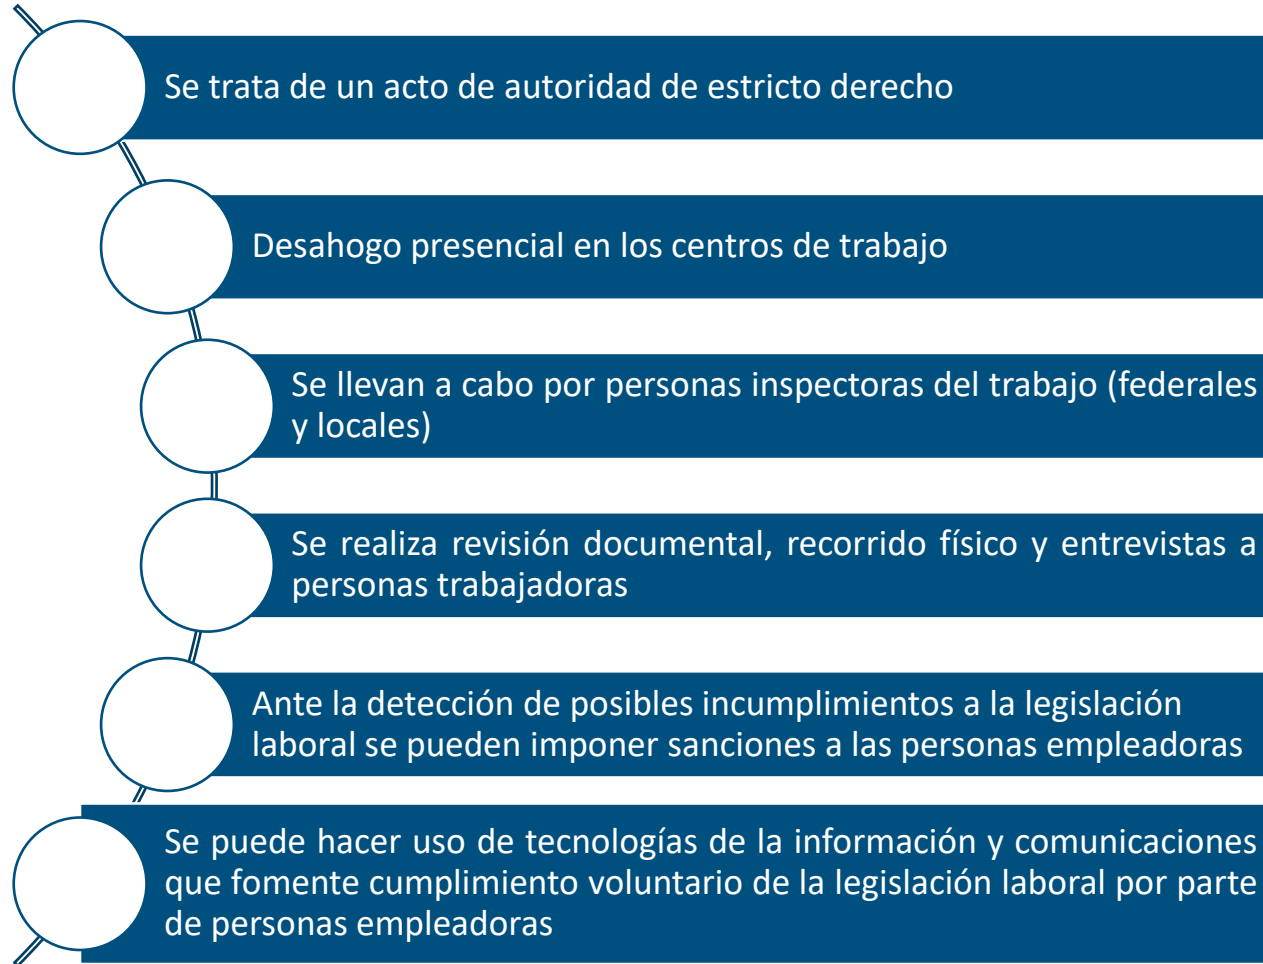 Se trata de un acto de autoridad de estricto derecho
Desahogo presencial en los centros de trabajo
Se llevan a cabo por personas inspectoras del trabajo (federales
y locales)
Se realiza revisión documental, recorrido físico y entrevistas a
personas trabajadoras
Ante la detección de posibles incumplimientos a la legislación
laboral se pueden imponer sanciones a las personas empleadoras
Se puede hacer uso de tecnologías de la información y comunicaciones
que fomente cumplimiento voluntario de la legislación laboral por parte
de personas empleadoras